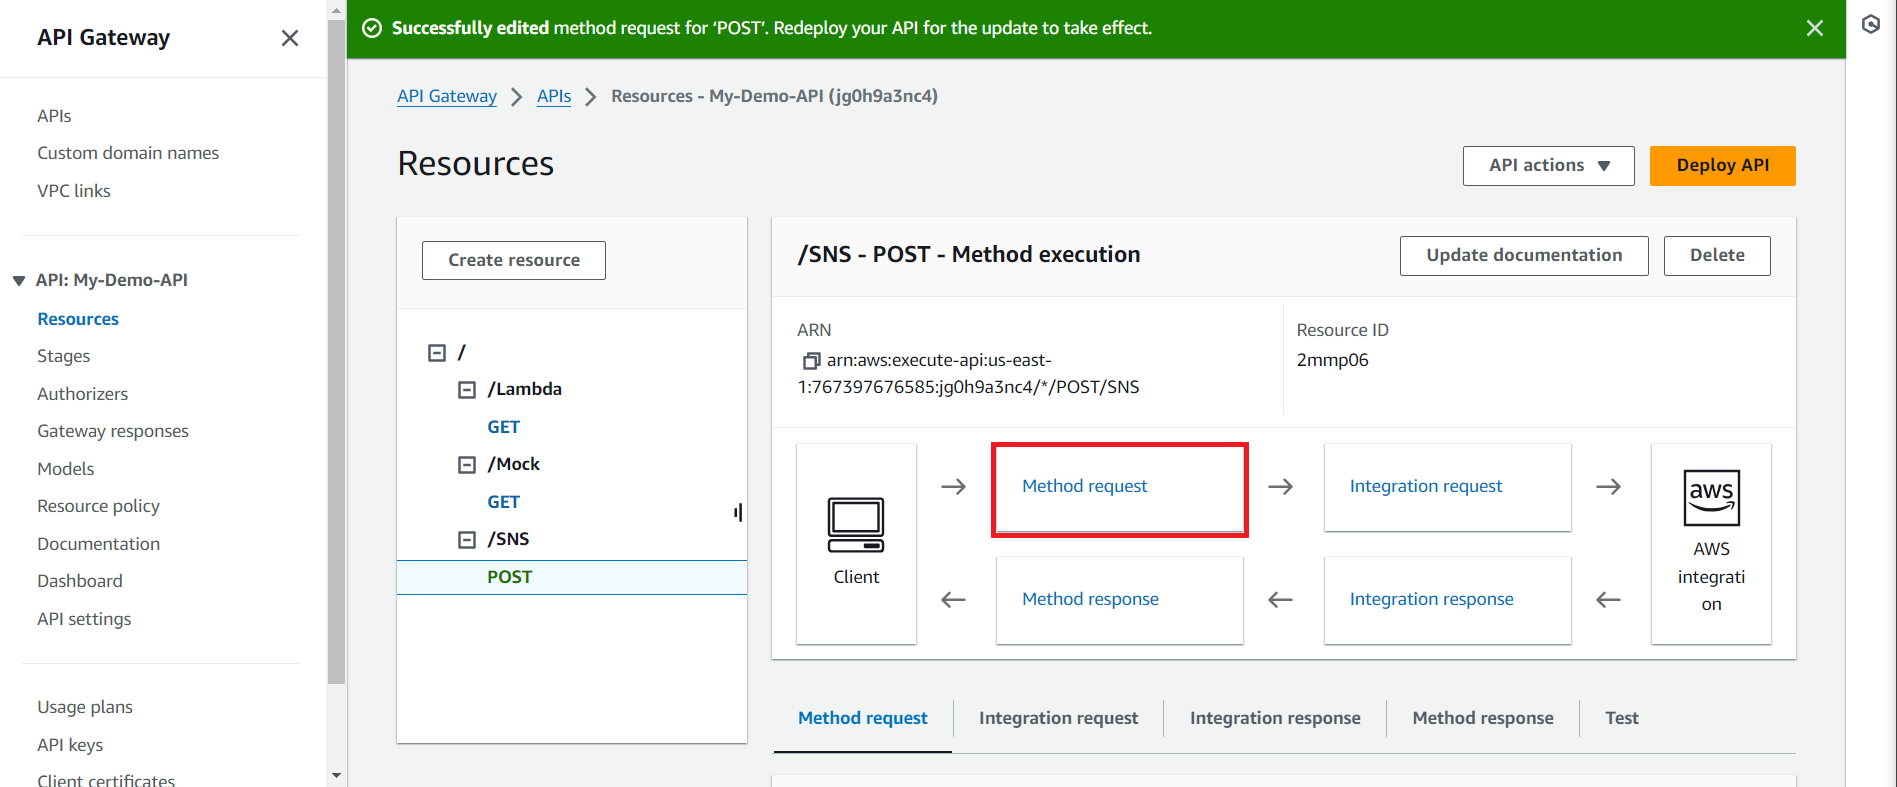 API Gateway
APIs
Custom domain names
VPC links
API: My-Demo-API
Resources
Stages
Authorizers
Gateway responses
Models
Resource policy
Documentation
Dashboard
API settings
Usage plans
API keys
Client certificates
Successfully edited method request for ‘POST’. Redeploy your API for the update to take effect.
API Gateway > APIs > Resources - My-Demo-API (jg0h9a3nc4)
Resources
API actions
Deploy API
Create resource
/
/Lambda
GET
/Mock
GET
/SNS
POST
/SNS - POST - Method execution
Update documentation
Delete
ARN
arn:aws:execute-api:us-east-
1:767397676585:jg0h9a3nc4/*/POST/SNS
Resource ID
2mmp06
Client
Method request
Integration request
Method response
Integration response
aws
AWS
integrati
on
Method request
Integration request
Integration response
Method response
Test